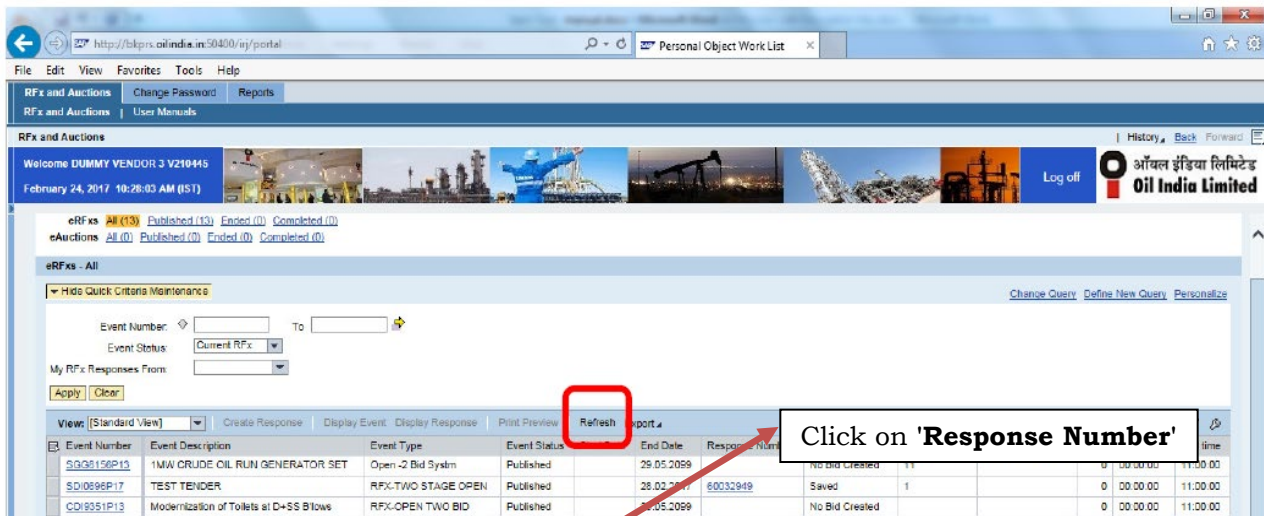 http://bkprs.oilindia.in:50400/irj/portal
Personal Object Work List
File Edit View Favorites Tools Help
RFx and Auctions Change Password Reports
RFx and Auctions | User Manuals
RFx and Auctions | History Back Forward
Welcome DUMMY VENDOR 3 V210445
February 24, 2017 10:28:03 AM (IST)
Log off
ऑयल इंडिया लिमिटेड
Oil India Limited
eRFxs All (13) Published (13) Ended (0) Completed (0)
eAuctions All (0) Published (0) Ended (0) Completed (0)
eRFxs - All
Hide Quick Criteria Maintenance Change Query Define New Query Personalize
Event Number: To
Event Status: Current RFx
My RFx Responses From:
Apply Clear
View: [Standard View] Create Response Display Event Display Response Print Preview Refresh xport
Click on 'Response Number'
Event Number Event Description Event Type Event Status End Date time
SGG6156P13 1MW CRUDE OIL RUN GENERATOR SET Open -2 Bid Systm Published 29.05.2099 No Bid Created 11 0 00:00:00 11:00:00
SDI0696P17 TEST TENDER RFX-TWO STAGE OPEN Published 60032949 Saved 1 0 00:00:00 11:00:00
CDI9351P13 Modernization of Toilets at D+SS B'lows RFX-OPEN TWO BID Published .05.2099 No Bid Created 0 00:00:00 11:00:00